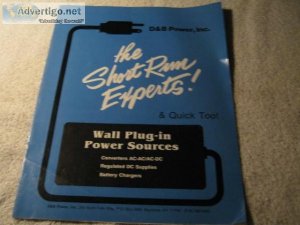 Advertigo.net
D&B Power, Inc.
the
Short-Run
Experts!
& Quick Too!
Wall Plug-in
Power Sources
Converters AC-AC/AC-DC
Regulated DC Supplies
Battery Chargers